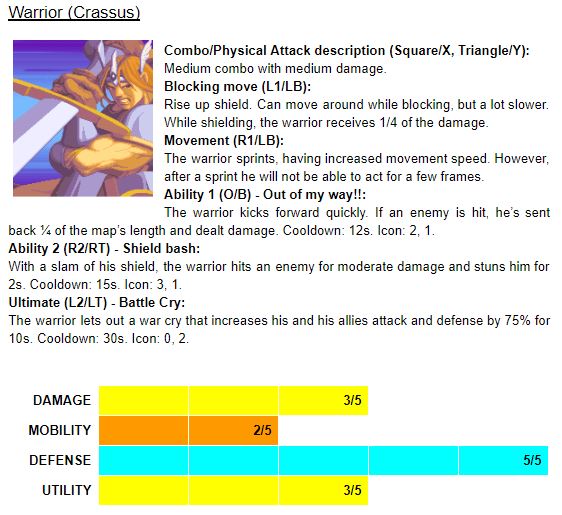 Warrior (Crassus)
Combo/Physical Attack description (Square/X, Triangle/Y):
Medium combo with medium damage.
Blocking move (L1/LB):
Rise up shield. Can move around while blocking, but a lot slower.
While shielding, the warrior receives 1/4 of the damage.
Movement (R1/LB):
The warrior sprints, having increased movement speed. However,
after a sprint he will not be able to act for a few frames.
Ability 1 (O/B) - Out of my way!!:
The warrior kicks forward quickly. If an enemy is hit, he’s sent
back ¼ of the map’s length and dealt damage. Cooldown: 12s. Icon: 2, 1.
Ability 2 (R2/RT) - Shield bash:
With a slam of his shield, the warrior hits an enemy for moderate damage and stuns him for
2s. Cooldown: 15s. Icon: 3, 1.
Ultimate (L2/LT) - Battle Cry:
The warrior lets out a war cry that increases his and his allies attack and defense by 75% for
10s. Cooldown: 30s. Icon: 0, 2.
DAMAGE 3/5
MOBILITY 2/5
DEFENSE 5/5
UTILITY 3/5